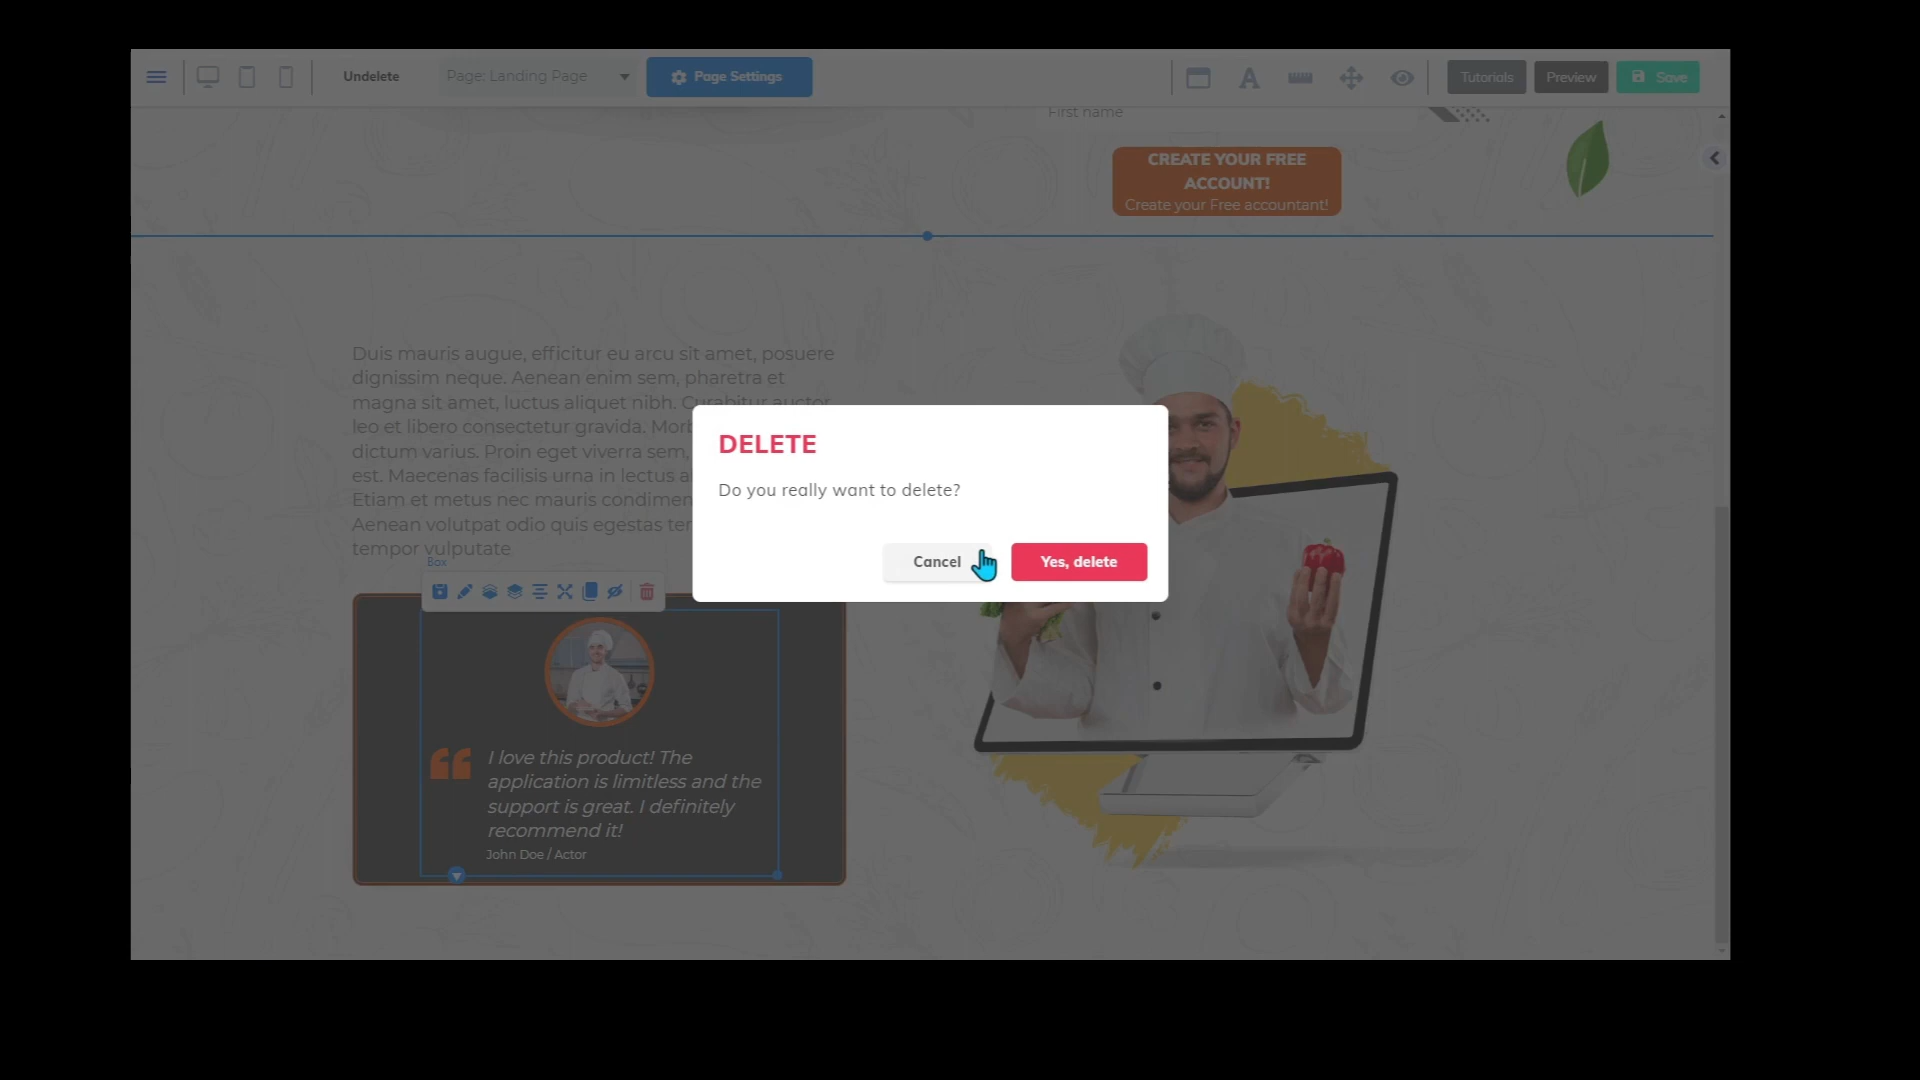 Undelete
Page: Landing Page
Page Settings
Tutorials
Preview
Save
First name
CREATE YOUR FREE
ACCOUNT!
Create your Free accountant!
Duis mauris augue, efficitur eu arcu sit amet, posuere
dignissim neque. Aenean enim sem, pharetra et
magna sit amet, luctus aliquet nibh. Curabitur auctor
leo et libero consectetur gravida.
dictum varius. Proin eget viverra sem,
est. Maecenas facilisis urna in lectus
Etiam et metus nec mauris
Aenean volutpat odio quis egestas
tempor vulputate
DELETE
Do you really want to delete?
Cancel
Yes, delete
Box
I love this product! The
application is limitless and the
support is great. I definitely
recommend it!
John Doe / Actor